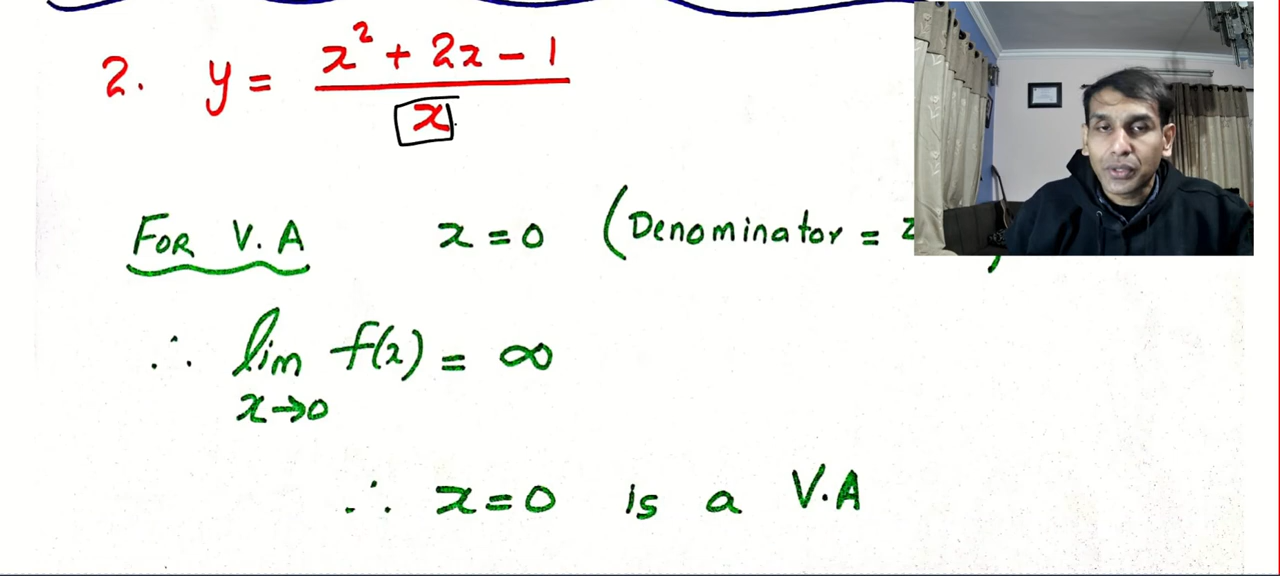 2. y = x² + 2x - 1 / x
FOR V.A x = 0 (Denominator =
∴ lim x→0 f(x) = ∞
∴ x = 0 is a V.A